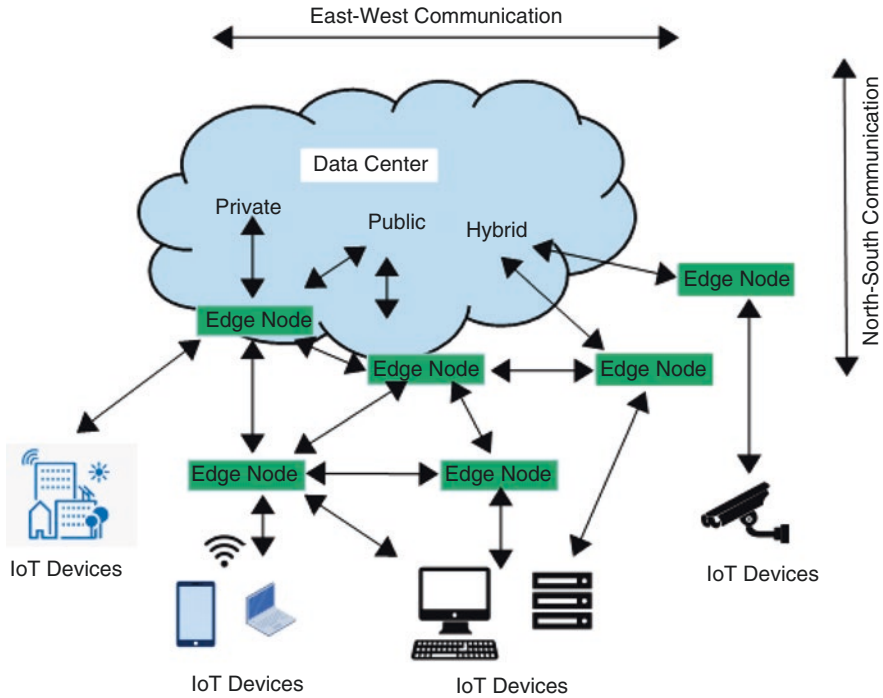 East-West Communication
North-South Communication
Data Center
Private
Public
Hybrid
Edge Node
Edge Node
Edge Node
Edge Node
Edge Node
Edge Node
IoT Devices
IoT Devices
IoT Devices
IoT Devices